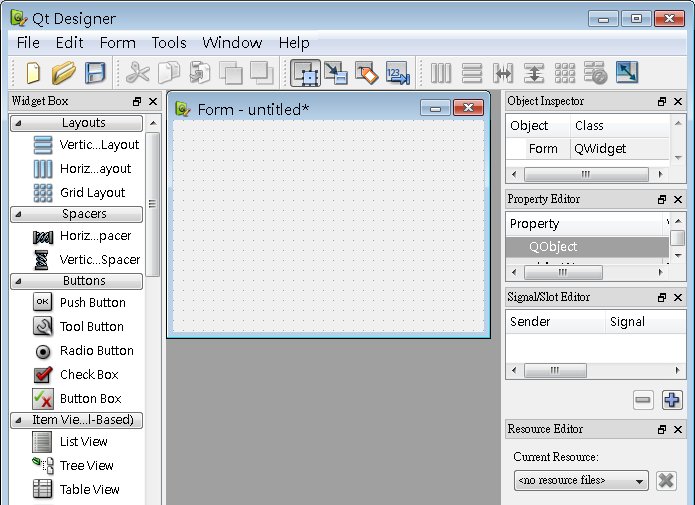 Qt Designer
File Edit Form Tools Window Help
123
Widget Box
Layouts
Vertic...Layout
Horiz...ayout
Grid Layout
Spacers
Horiz...pacer
Vertic...Spacer
Buttons
OK Push Button
Tool Button
Radio Button
Check Box
Button Box
Item Vie...l-Based)
List View
Tree View
Table View
Form - untitled*
Object Inspector
Object Class
Form QWidget
Property Editor
Property
QObject
Signal/Slot Editor
Sender Signal
Resource Editor
Current Resource:
<no resource files>